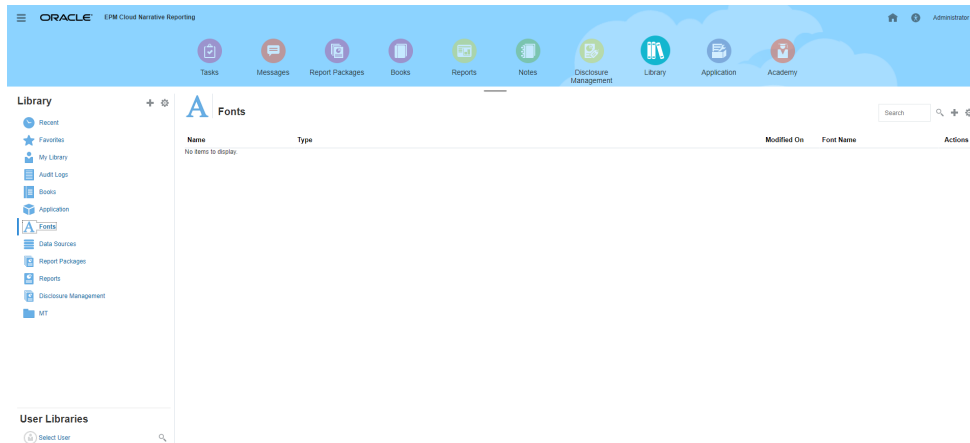 ORACLE® EPM Cloud Narrative Reporting
Administrator
Tasks
Messages
Report Packages
Books
Reports
Notes
Disclosure
Management
Library
Application
Academy
Library
Recent
Favorites
My Library
Audit Logs
Books
Application
A Fonts
Data Sources
Report Packages
Reports
Disclosure Management
MT
User Libraries
Select User
A Fonts
Search
Name Type Modified On Font Name Actions
No items to display.